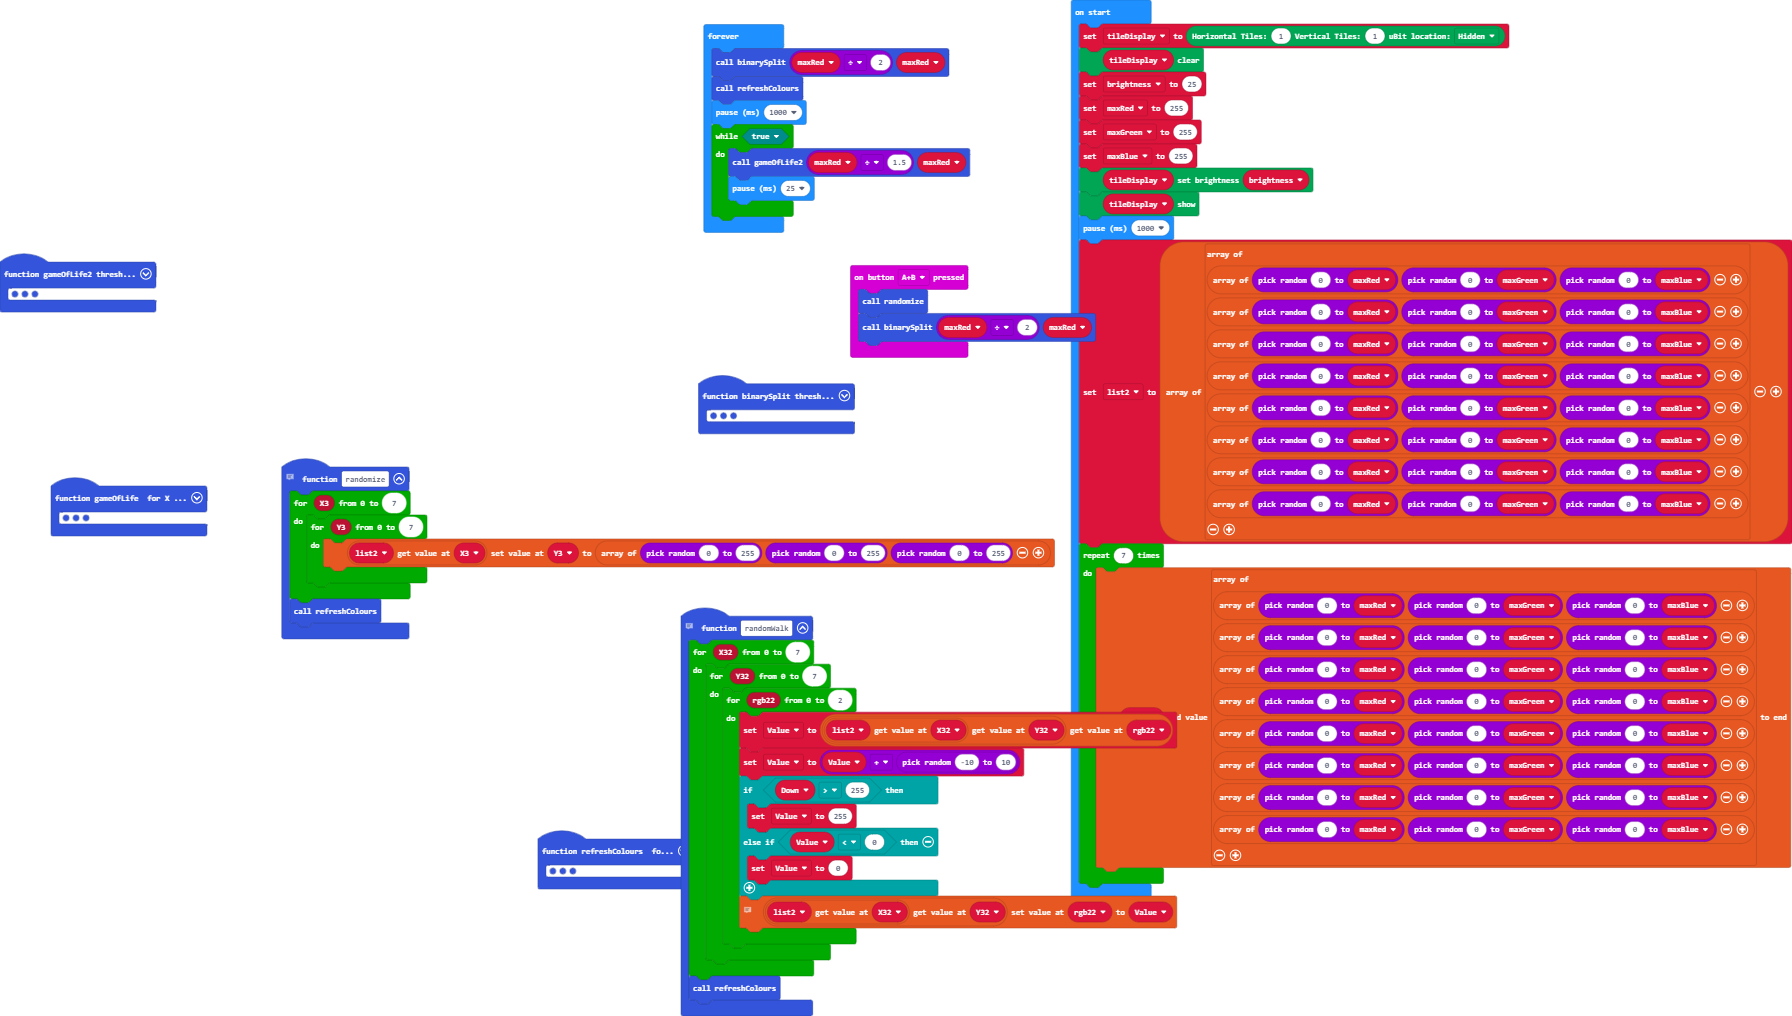 on start
set tileDisplay to Horizontal Tiles: 1 Vertical Tiles: 1 uBit location: Hidden
tileDisplay clear
set brightness to 25
set maxRed to 255
set maxGreen to 255
set maxBlue to 255
tileDisplay set brightness brightness
tileDisplay show
pause (ms) 1000
set list2 to array of
array of
array of pick random 0 to maxRed pick random 0 to maxGreen pick random 0 to maxBlue
array of pick random 0 to maxRed pick random 0 to maxGreen pick random 0 to maxBlue
array of pick random 0 to maxRed pick random 0 to maxGreen pick random 0 to maxBlue
array of pick random 0 to maxRed pick random 0 to maxGreen pick random 0 to maxBlue
array of pick random 0 to maxRed pick random 0 to maxGreen pick random 0 to maxBlue
array of pick random 0 to maxRed pick random 0 to maxGreen pick random 0 to maxBlue
array of pick random 0 to maxRed pick random 0 to maxGreen pick random 0 to maxBlue
array of pick random 0 to maxRed pick random 0 to maxGreen pick random 0 to maxBlue
repeat 7 times
do
d value
array of
array of pick random 0 to maxRed pick random 0 to maxGreen pick random 0 to maxBlue
array of pick random 0 to maxRed pick random 0 to maxGreen pick random 0 to maxBlue
array of pick random 0 to maxRed pick random 0 to maxGreen pick random 0 to maxBlue
array of pick random 0 to maxRed pick random 0 to maxGreen pick random 0 to maxBlue
array of pick random 0 to maxRed pick random 0 to maxGreen pick random 0 to maxBlue
array of pick random 0 to maxRed pick random 0 to maxGreen pick random 0 to maxBlue
array of pick random 0 to maxRed pick random 0 to maxGreen pick random 0 to maxBlue
array of pick random 0 to maxRed pick random 0 to maxGreen pick random 0 to maxBlue
to end
forever
call binarySplit maxRed ÷ 2 maxRed
call refreshColours
pause (ms) 1000
while true
do
call gameOfLife2 maxRed ÷ 1.5 maxRed
pause (ms) 25
function gameOfLife2 thresh...
on button A+B pressed
call randomize
call binarySplit maxRed ÷ 2 maxRed
function binarySplit thresh...
function gameOfLife for X ...
function randomize
for X3 from 0 to 7
do
for Y3 from 0 to 7
do
list2 get value at X3 set value at Y3 to array of pick random 0 to 255 pick random 0 to 255 pick random 0 to 255
call refreshColours
function randomWalk
for X32 from 0 to 7
do
for Y32 from 0 to 7
do
for rgb22 from 0 to 2
do
set Value to list2 get value at X32 get value at Y32 get value at rgb22
set Value to Value + pick random -10 to 10
if Down > 255 then
set Value to 255
else if Value < 0 then
set Value to 0
list2 get value at X32 get value at Y32 set value at rgb22 to Value
call refreshColours
function refreshColours fo...